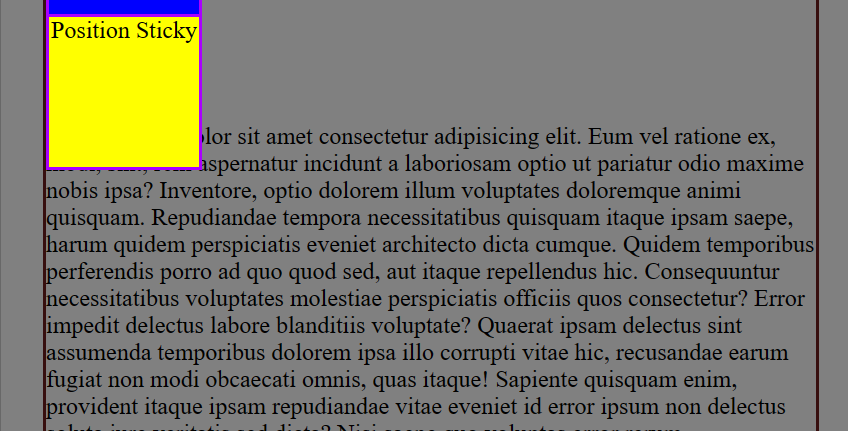 Position Sticky
sit amet consectetur adipisicing elit. Eum vel ratione ex,
aspernatur incidunt a laboriosam optio ut pariatur odio maxime
nobis ipsa? Inventore, optio dolorem illum voluptates doloremque animi
quisquam. Repudiandae tempora necessitatibus quisquam itaque ipsam saepe,
harum quidem perspiciatis eveniet architecto dicta cumque. Quidem temporibus
perferendis porro ad quo quod sed, aut itaque repellendus hic. Consequuntur
necessitatibus voluptates molestiae perspiciatis officiis quos consectetur? Error
impedit delectus labore blanditiis voluptate? Quaerat ipsam delectus sint
assumenda temporibus dolorem ipsa illo corrupti vitae hic, recusandae earum
fugiat non modi obcaecati omnis, quas itaque! Sapiente quisquam enim,
provident itaque ipsam repudiandae vitae eveniet id error ipsum non delectus